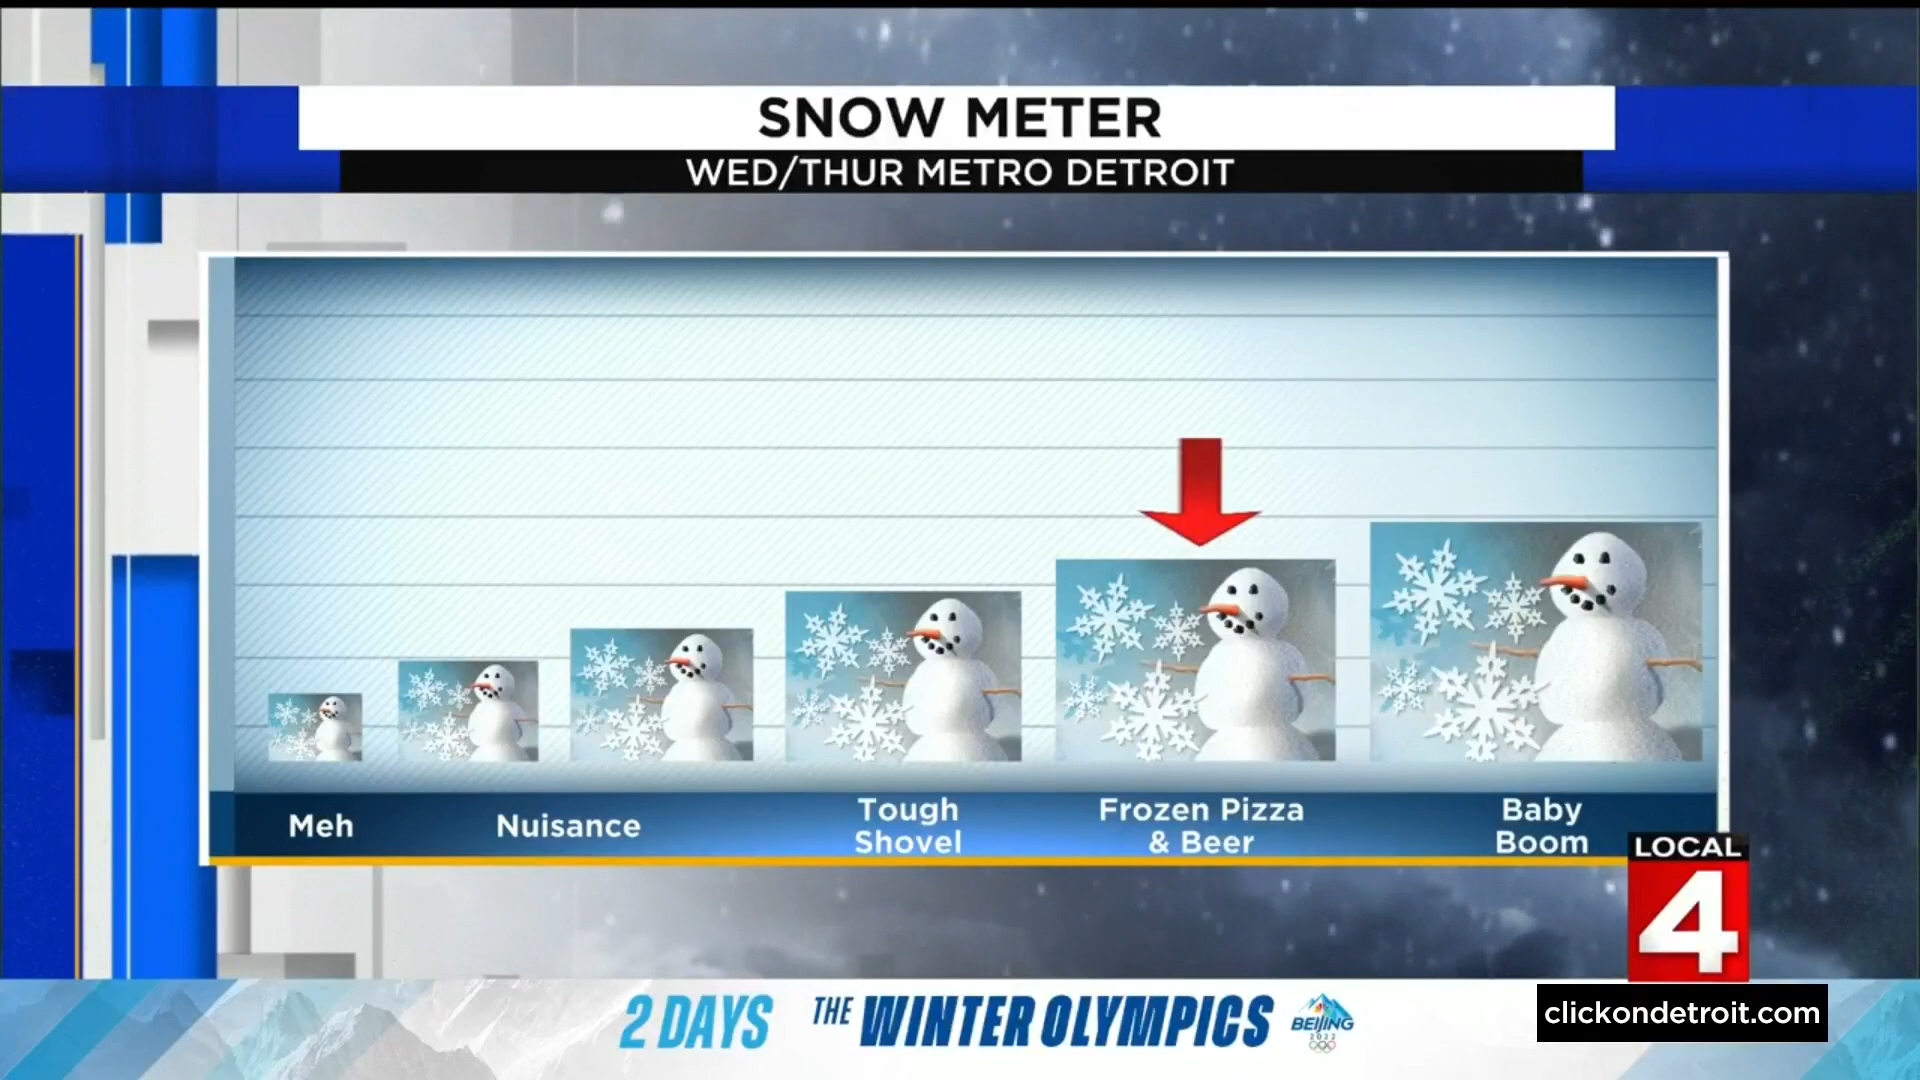 SNOW METER
WED/THUR METRO DETROIT
Meh
Nuisance
Tough
Shovel
Frozen Pizza
& Beer
Baby
Boom
LOCAL
4
2 DAYS THE WINTER OLYMPICS
BEIJING
2022
clickondetroit.com